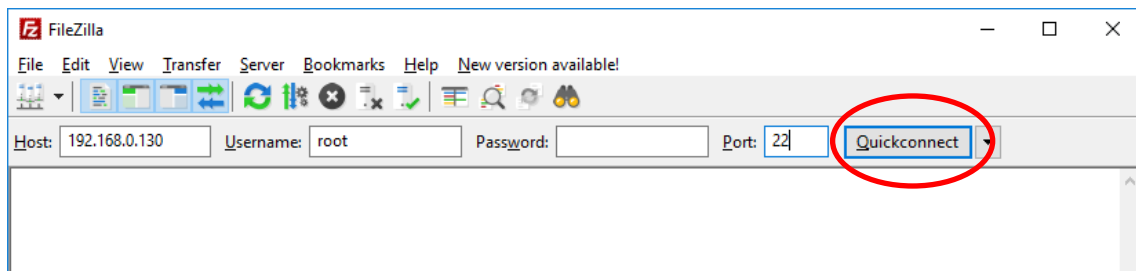 FileZilla
File Edit View Transfer Server Bookmarks Help New version available!
Host: 192.168.0.130 Username: root Password: Port: 22 Quickconnect